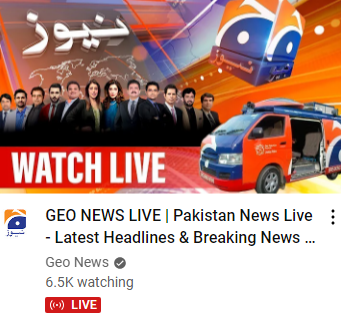 نیوز
WATCH LIVE
GEO NEWS LIVE | Pakistan News Live
- Latest Headlines & Breaking News ...
Geo News
6.5K watching
LIVE